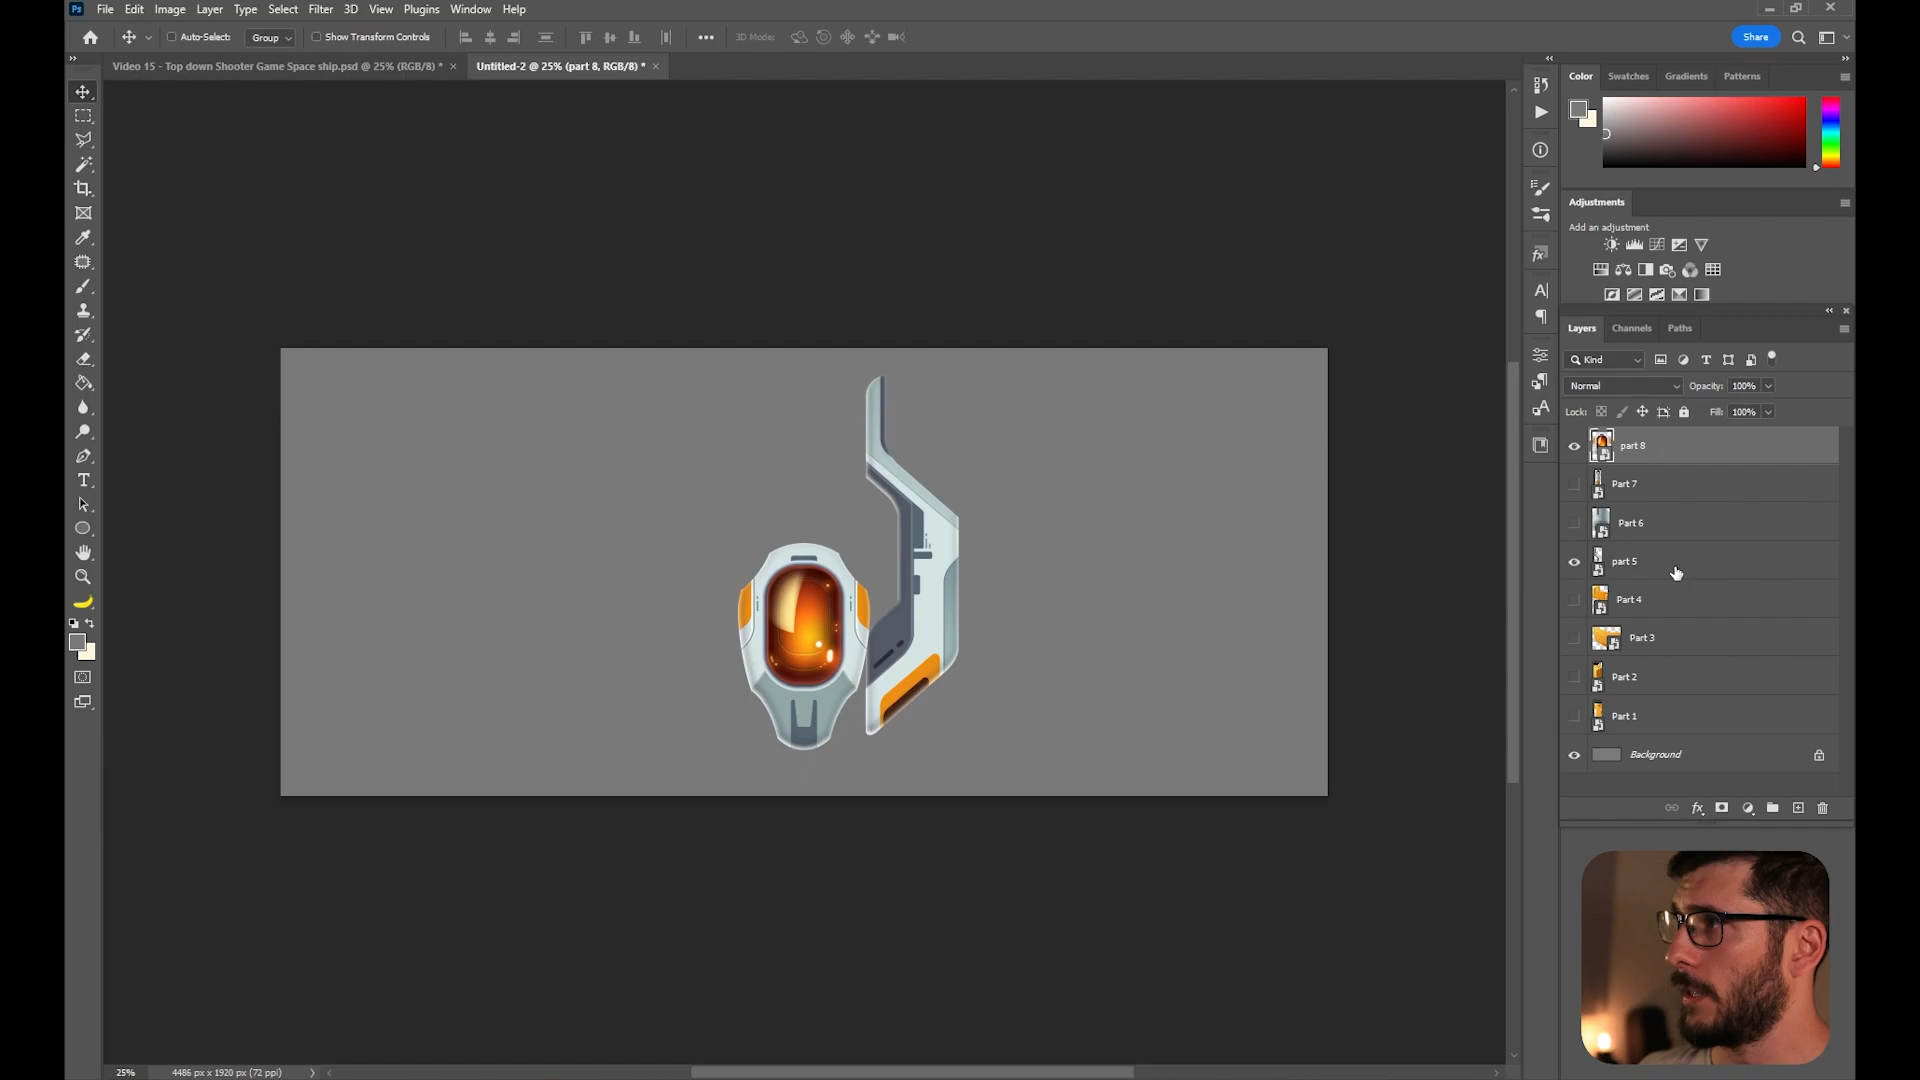 Ps File Edit Image Layer Type Select Filter 3D View Plugins Window Help
Auto-Select: Group Show Transform Controls 3D Mode: Share
Video 15 - Top down Shooter Game Space ship.psd @ 25% (RGB/8) * × Untitled-2 @ 25% (part 8, RGB/8) * ×
Color Swatches Gradients Patterns
Adjustments
Add an adjustment
Layers Channels Paths
Kind
Normal Opacity: 100%
Lock: Fill: 100%
part 8
Part 7
Part 6
part 5
Part 4
Part 3
Part 2
Part 1
Background
25% 4486 px x 1920 px (72 ppi)